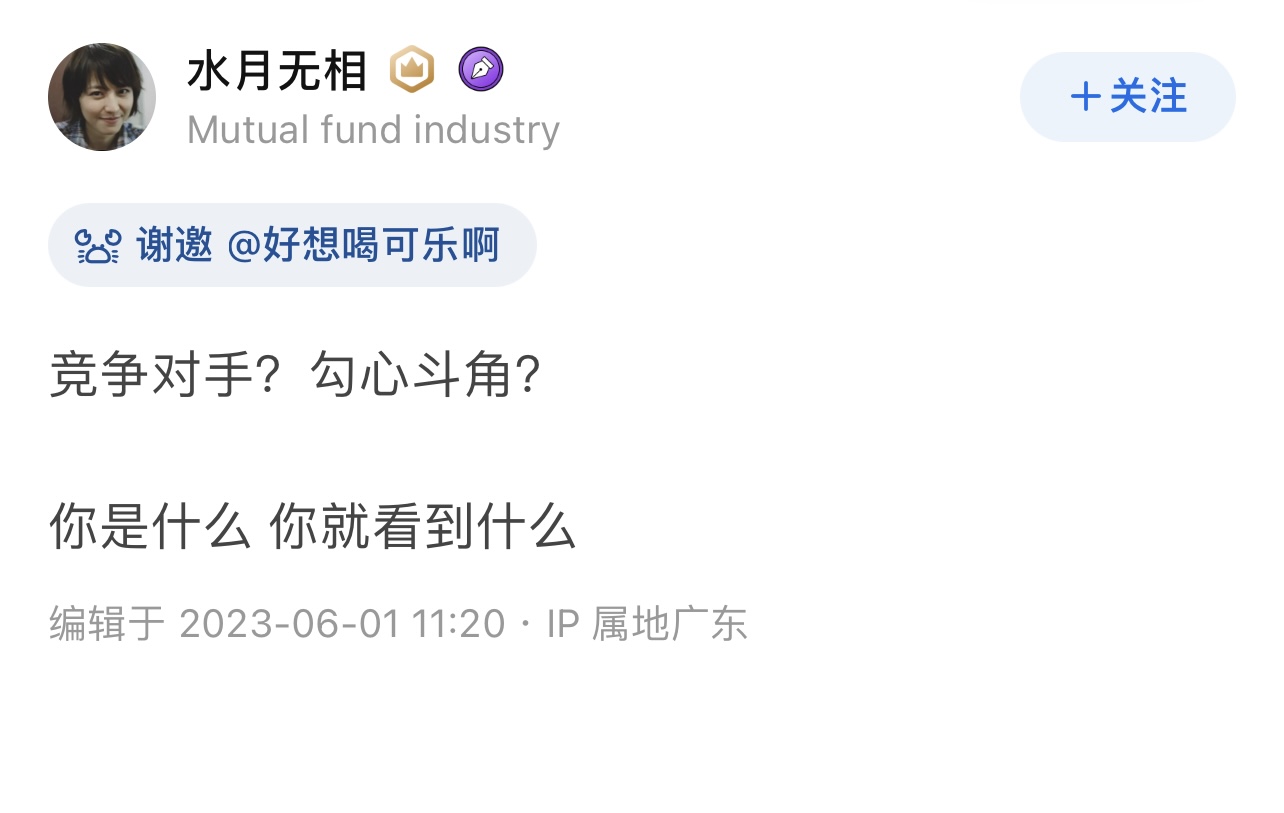 水月无相
Mutual fund industry
+关注
谢邀 @好想喝可乐啊
竞争对手？勾心斗角？
你是什么 你就看到什么
编辑于 2023-06-01 11:20 · IP 属地广东